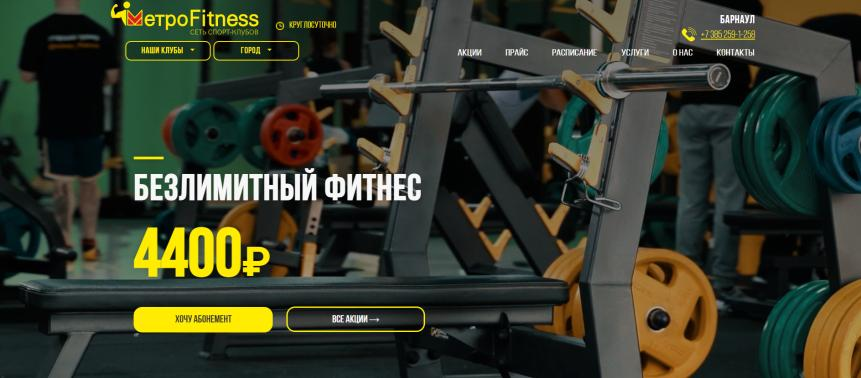 МетроFitness
СЕТЬ СПОРТ-КЛУБОВ
КРУГЛОСУТОЧНО
БАРНАУЛ
+7 385 259-1-258
НАШИ КЛУБЫ
ГОРОД
АКЦИИ ПРАЙС РАСПИСАНИЕ УСЛУГИ О НАС КОНТАКТЫ
БЕЗЛИМИТНЫЙ ФИТНЕС
4400₽
ХОЧУ АБОНЕМЕНТ
ВСЕ АКЦИИ →